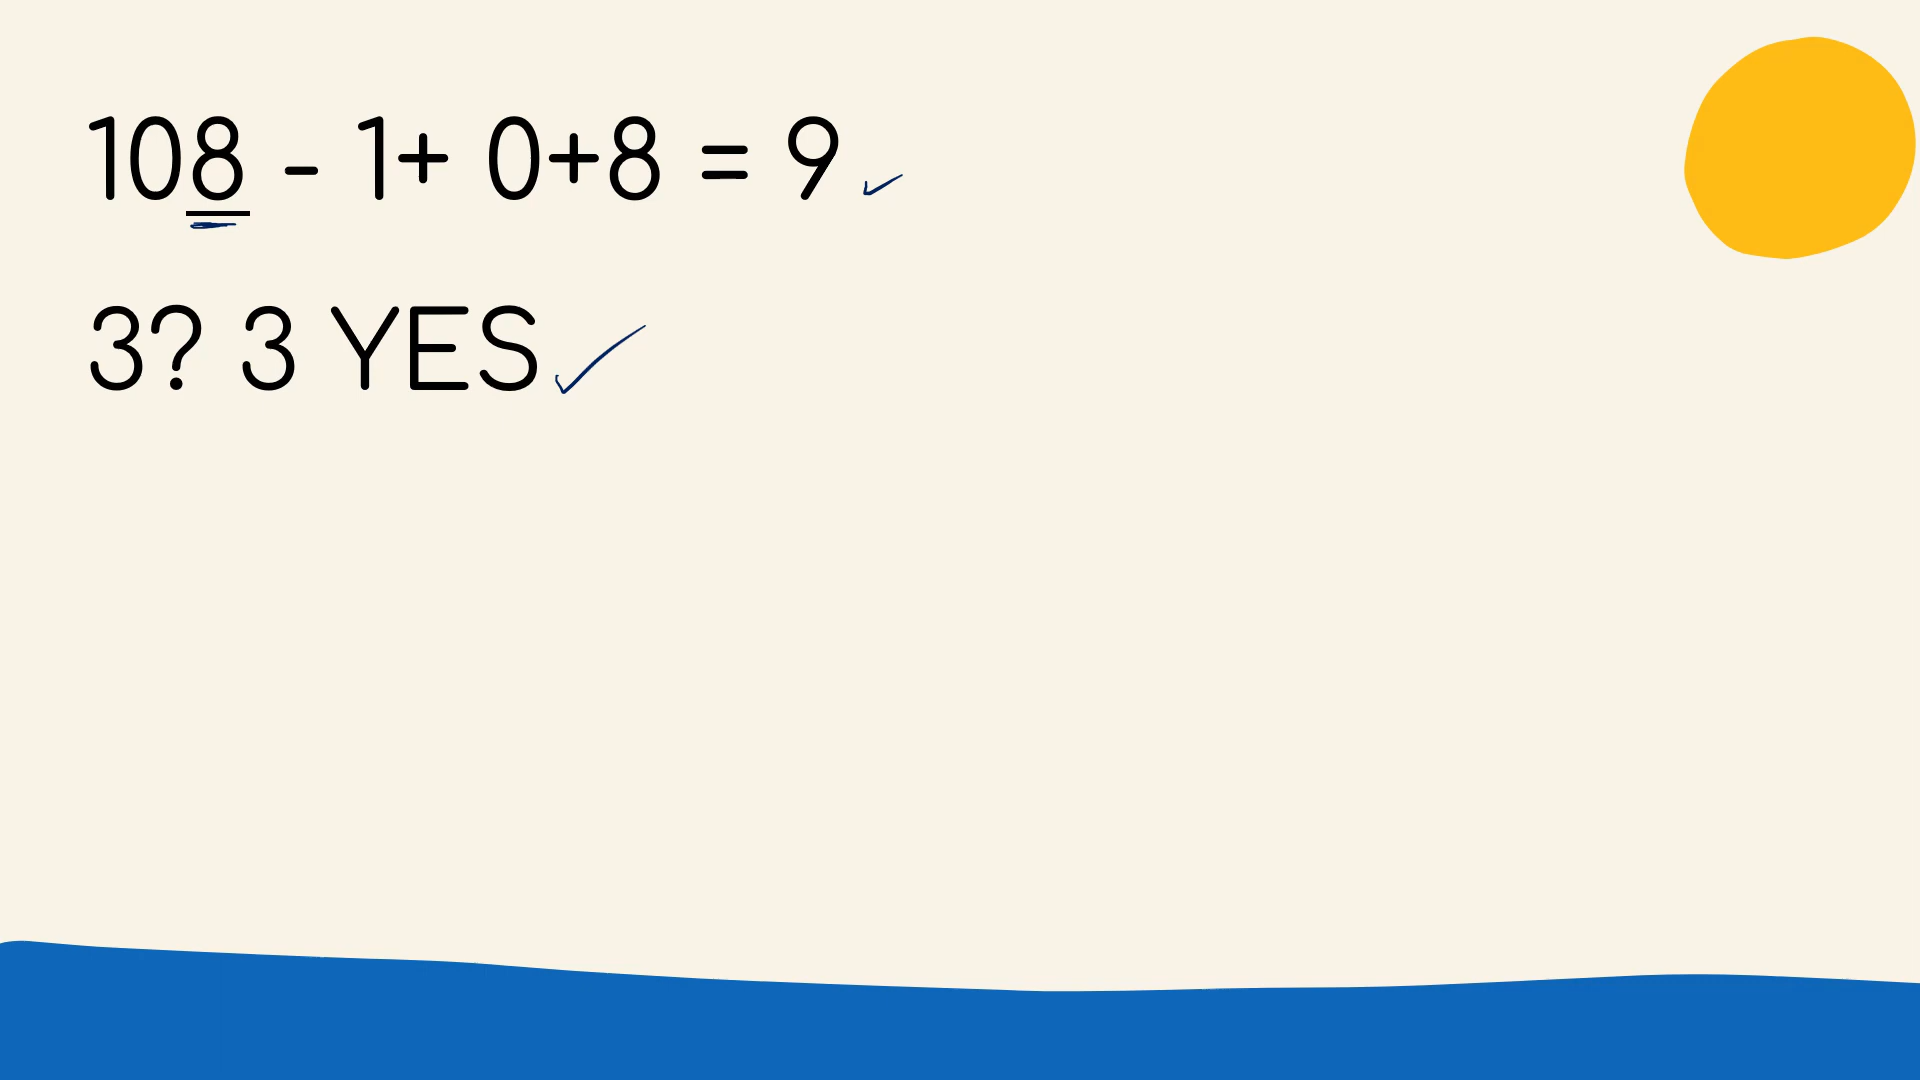 108 - 1+ 0+8 = 9
3? 3 YES